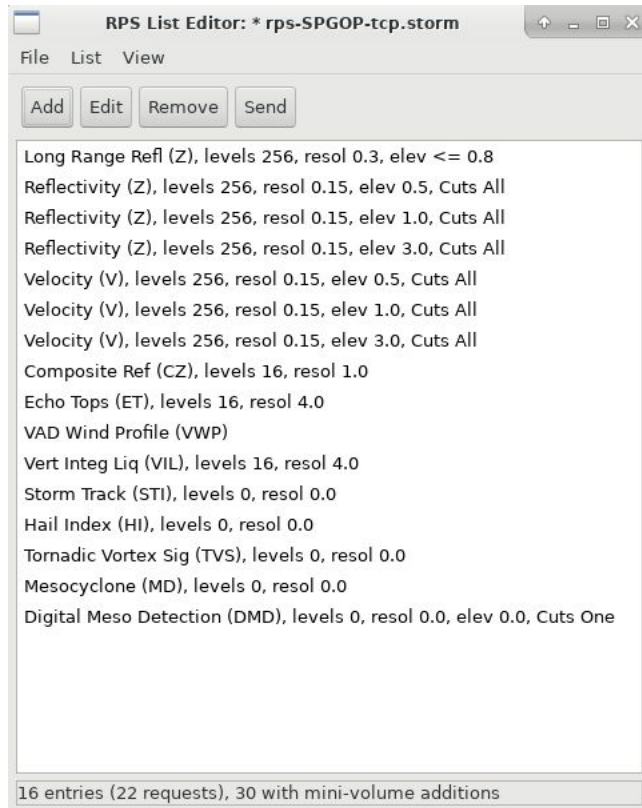 RPS List Editor: * rps-SPGOP-tcp.storm
File List View
Add Edit Remove Send
Long Range Refl (Z), levels 256, resol 0.3, elev <= 0.8
Reflectivity (Z), levels 256, resol 0.15, elev 0.5, Cuts All
Reflectivity (Z), levels 256, resol 0.15, elev 1.0, Cuts All
Reflectivity (Z), levels 256, resol 0.15, elev 3.0, Cuts All
Velocity (V), levels 256, resol 0.15, elev 0.5, Cuts All
Velocity (V), levels 256, resol 0.15, elev 1.0, Cuts All
Velocity (V), levels 256, resol 0.15, elev 3.0, Cuts All
Composite Ref (CZ), levels 16, resol 1.0
Echo Tops (ET), levels 16, resol 4.0
VAD Wind Profile (VWP)
Vert Integ Liq (VIL), levels 16, resol 4.0
Storm Track (STI), levels 0, resol 0.0
Hail Index (HI), levels 0, resol 0.0
Tornadic Vortex Sig (TVS), levels 0, resol 0.0
Mesocyclone (MD), levels 0, resol 0.0
Digital Meso Detection (DMD), levels 0, resol 0.0, elev 0.0, Cuts One
16 entries (22 requests), 30 with mini-volume additions